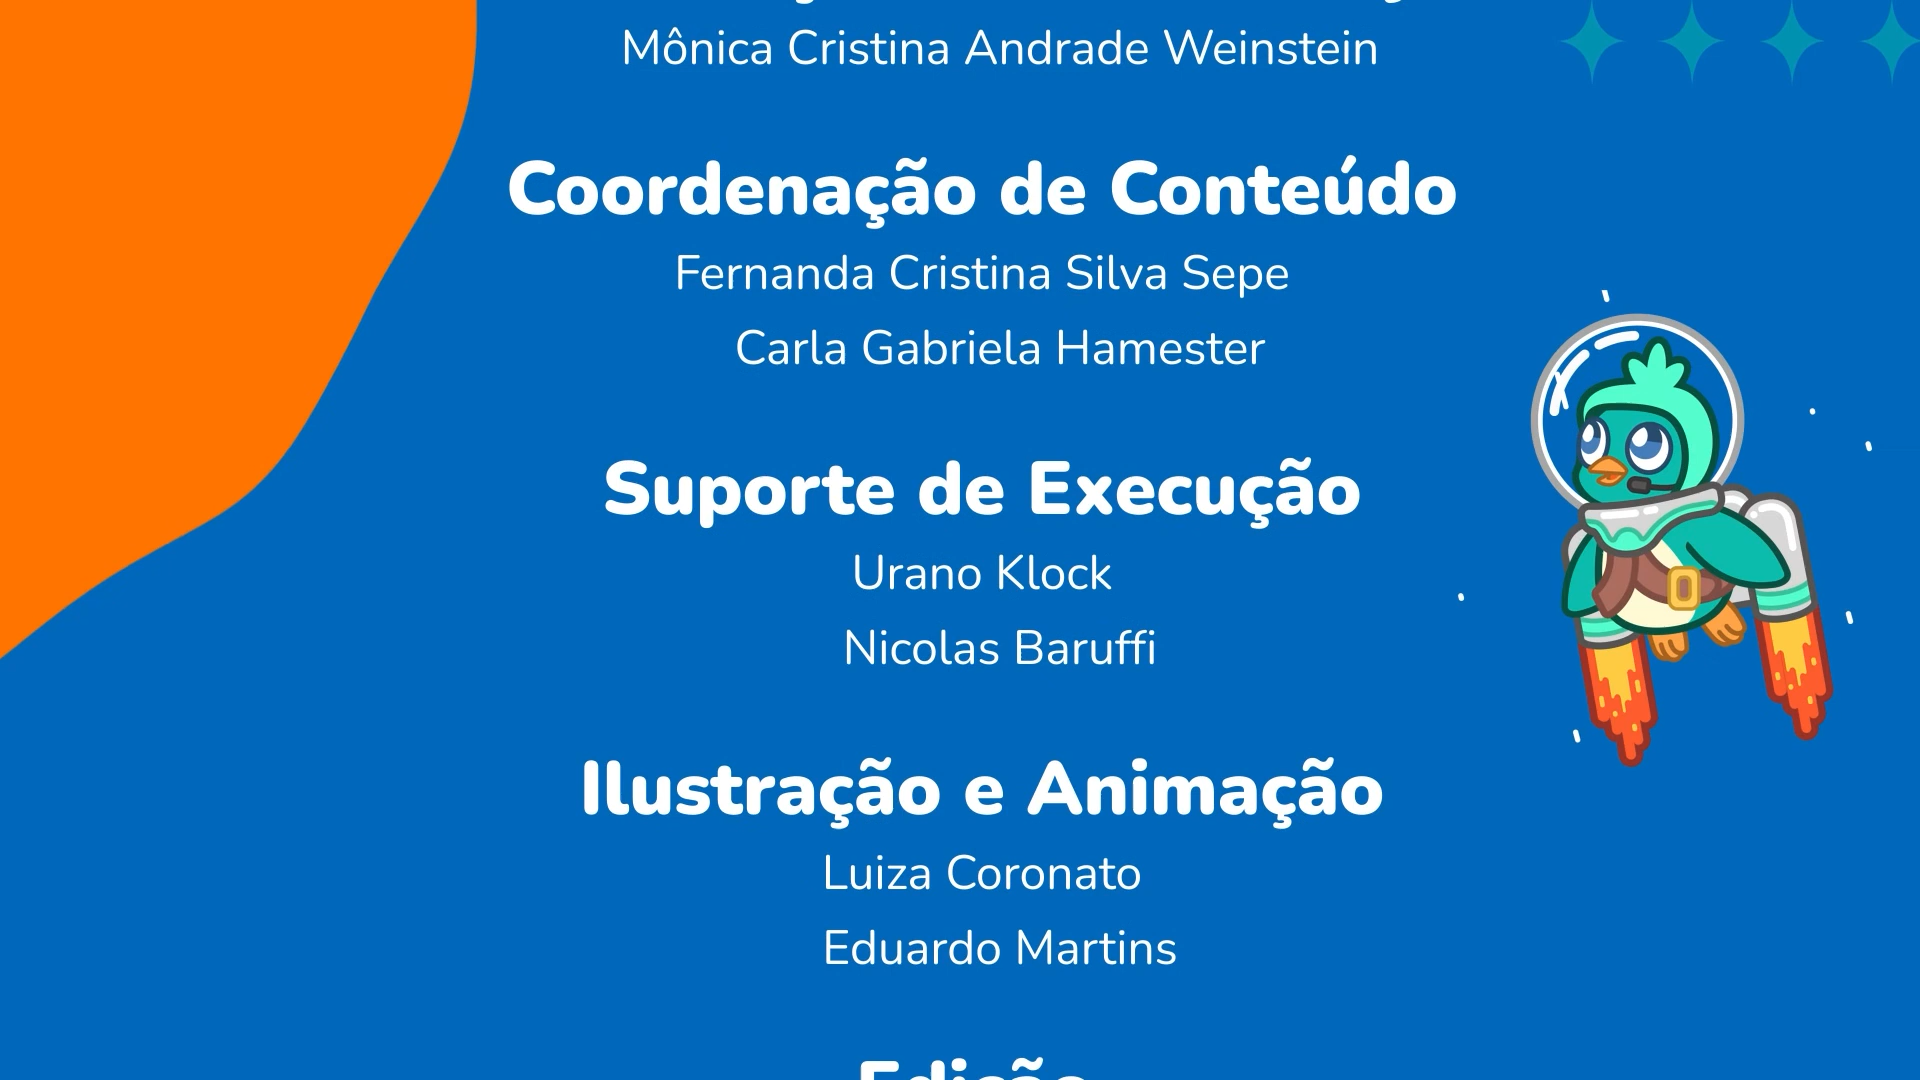 Mônica Cristina Andrade Weinstein
Coordenação de Conteúdo
Fernanda Cristina Silva Sepe
Carla Gabriela Hamester
Suporte de Execução
Urano Klock
Nicolas Baruffi
Ilustração e Animação
Luiza Coronato
Eduardo Martins
Edição